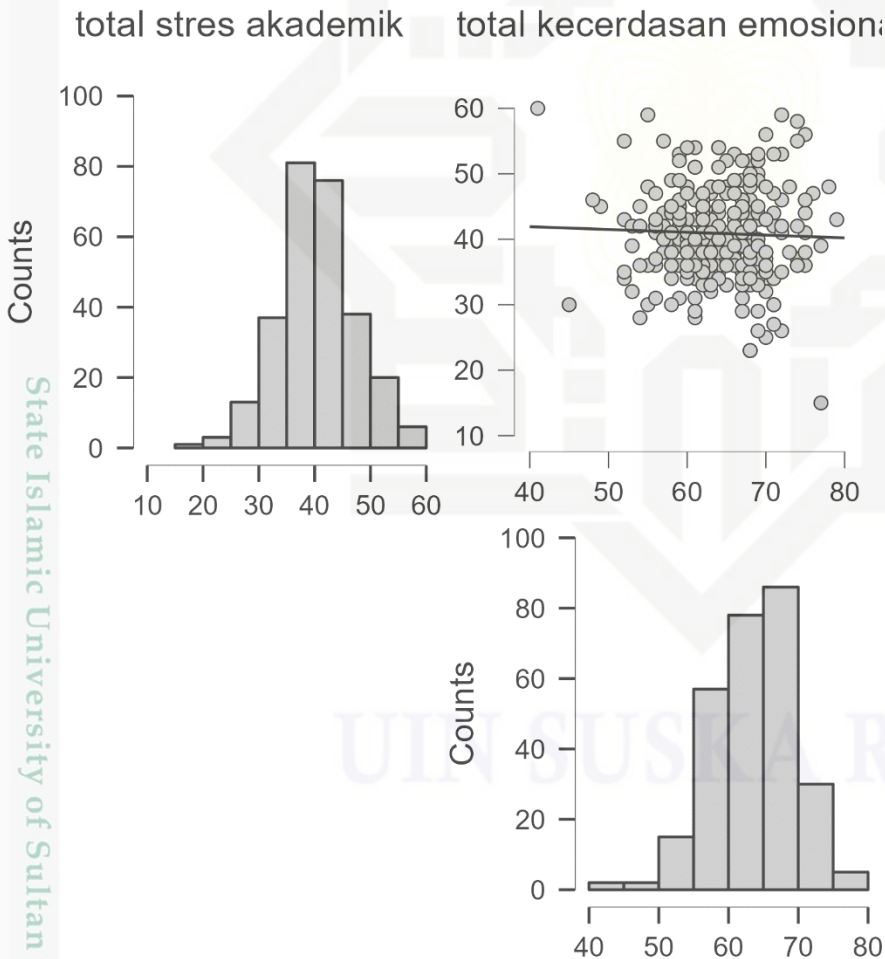 total stres akademik
total kecerdasan emosiona
100
80
60
40
20
0
Counts
10 20 30 40 50 60
60
50
40
30
20
10
40 50 60 70 80
100
80
60
40
20
0
Counts
40 50 60 70 80
State Islamic University of Sultan
UIN SUSKA R